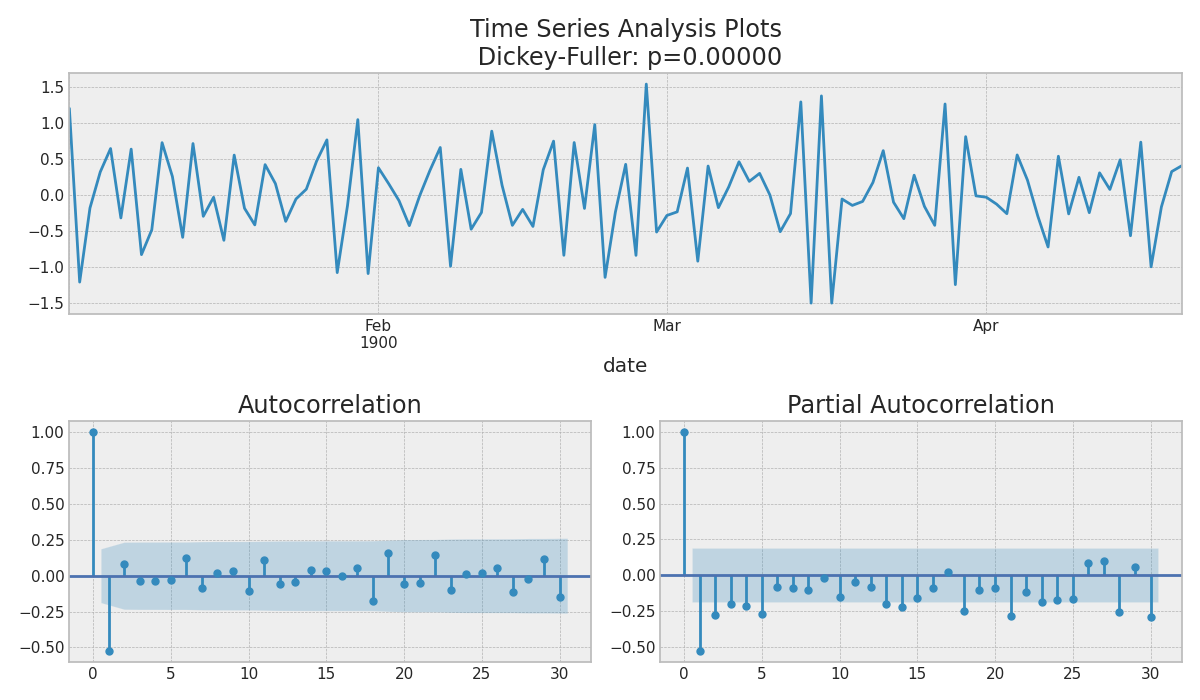 Time Series Analysis Plots
Dickey-Fuller: p=0.00000
1.5
1.0
0.5
0.0
−0.5
−1.0
−1.5
Feb
1900
Mar
Apr
date
Autocorrelation
1.00
0.75
0.50
0.25
0.00
−0.25
−0.50
0 5 10 15 20 25 30
Partial Autocorrelation
1.00
0.75
0.50
0.25
0.00
−0.25
−0.50
0 5 10 15 20 25 30